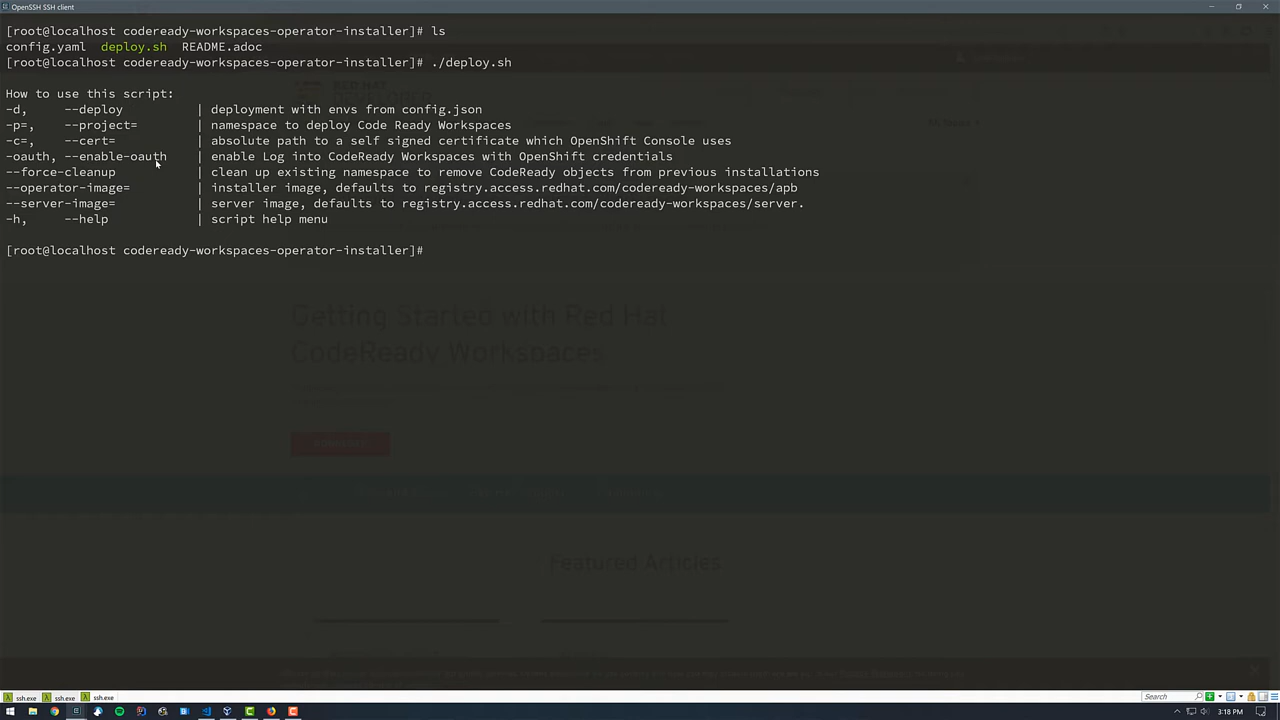 OpenSSH SSH client
[root@localhost codeready-workspaces-operator-installer]# ls
config.yaml  deploy.sh  README.adoc
[root@localhost codeready-workspaces-operator-installer]# ./deploy.sh
How to use this script:
-d,     --deploy          | deployment with envs from config.json
-p=,    --project=        | namespace to deploy Code Ready Workspaces
-c=,    --cert=           | absolute path to a self signed certificate which OpenShift Console uses
-oauth, --enable-oauth    | enable Log into CodeReady Workspaces with OpenShift credentials
--force-cleanup           | clean up existing namespace to remove CodeReady objects from previous installations
--operator-image=         | installer image, defaults to registry.access.redhat.com/codeready-workspaces/apb
--server-image=           | server image, defaults to registry.access.redhat.com/codeready-workspaces/server.
-h,     --help            | script help menu
[root@localhost codeready-workspaces-operator-installer]#
Getting Started with Red Hat
CodeReady Workspaces
Featured Articles
ssh.exe ssh.exe ssh.exe Search
3:18 PM